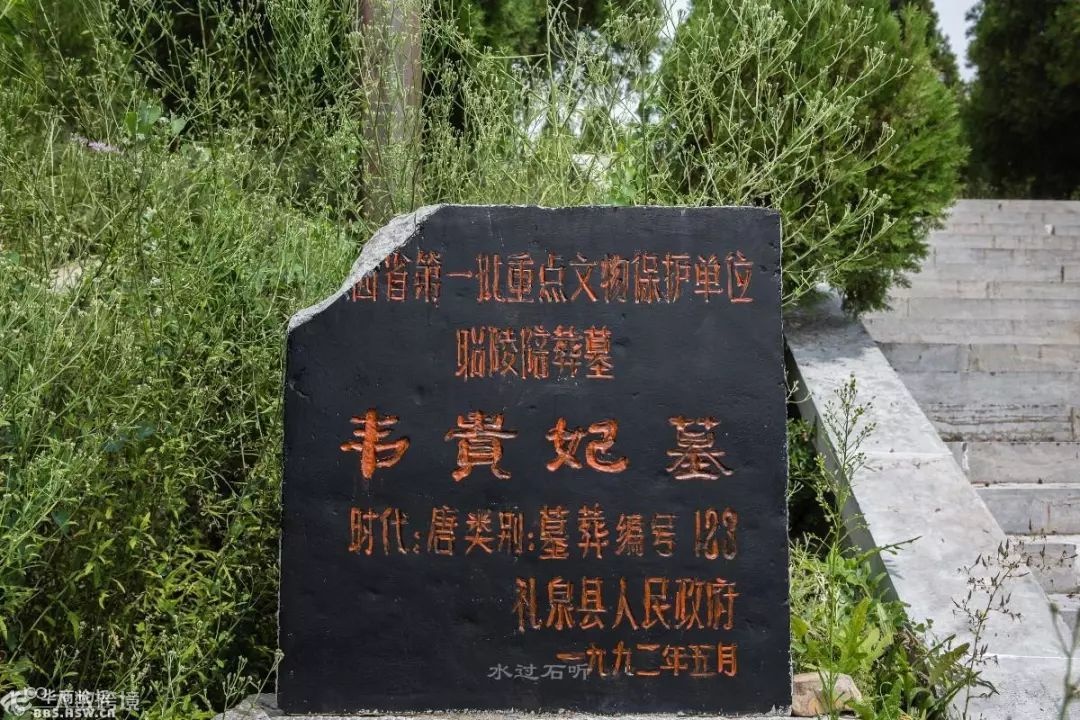 西省第一批重点文物保护单位
昭陵陪葬墓
韦貴妃墓
时代:唐类别:墓葬编号 133
礼泉县人民政府
一九九二年五月
水过石听
BBS.HSW.CN